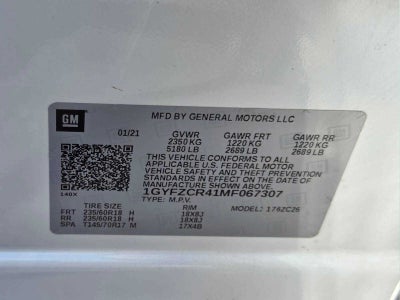 GM
MFD BY GENERAL MOTORS LLC
01/21 GVWR GAWR FRT GAWR RR
2350 KG 1220 KG 1220 KG
5180 LB 2689 LB 2689 LB
THIS VEHICLE CONFORMS TO ALL
APPLICABLE U.S. FEDERAL MOTOR
VEHICLE SAFETY AND THEFT PREVENTION
STANDARDS IN EFFECT ON THE DATE OF
MANUFACTURE SHOWN ABOVE.
140X
1GYFZCR41MF067307
TYPE: M.P.V. MODEL: 176ZC26
TIRE SIZE RIM
FRT 235/60R18 H 18X8J
RR 235/60R18 H 18X8J
SPA T145/70R17 M 17X4B